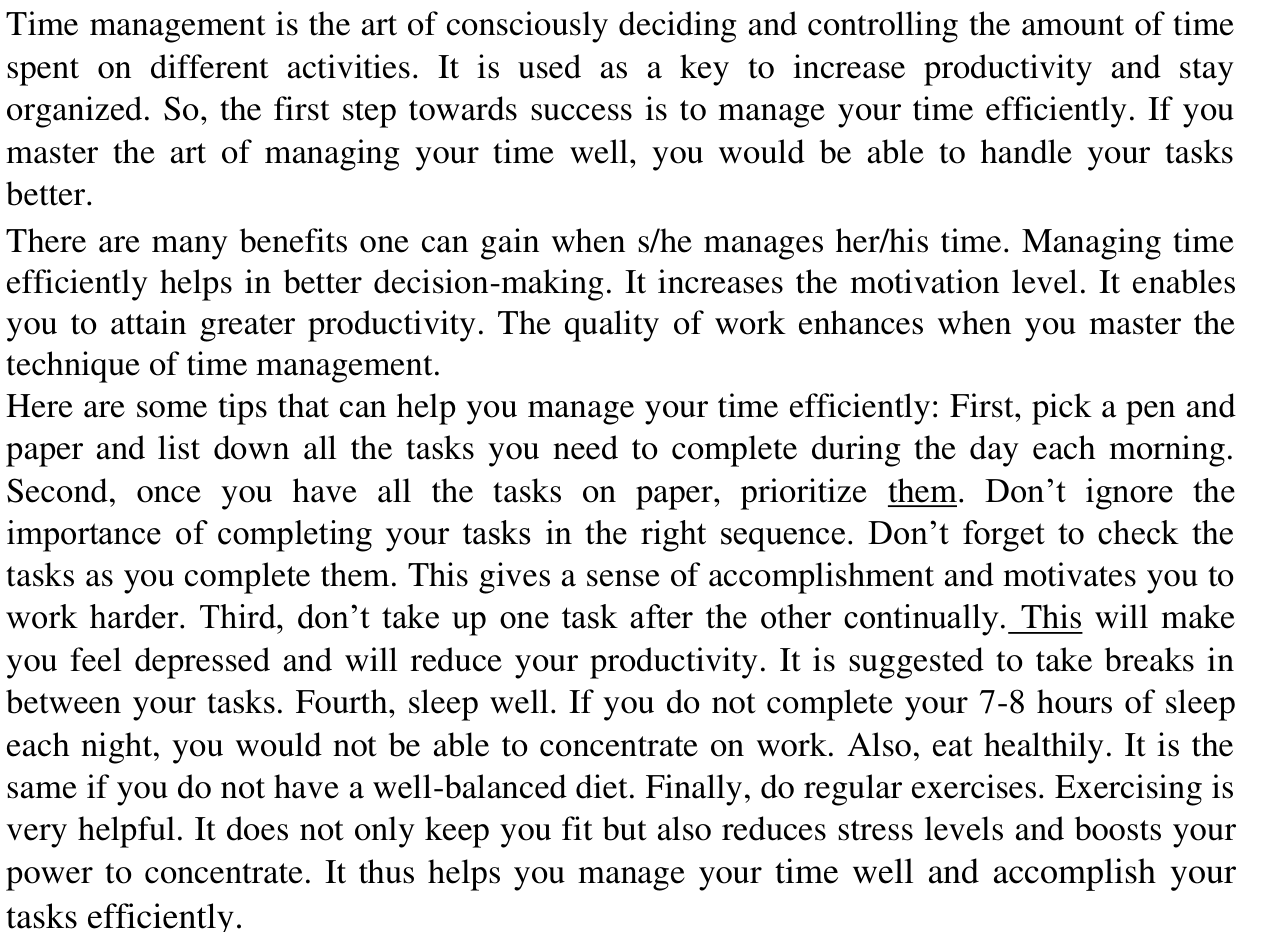 Time management is the art of consciously deciding and controlling the amount of time
spent on different activities. It is used as a key to increase productivity and stay
organized. So, the first step towards success is to manage your time efficiently. If you
master the art of managing your time well, you would be able to handle your tasks
better.
There are many benefits one can gain when s/he manages her/his time. Managing time
efficiently helps in better decision-making. It increases the motivation level. It enables
you to attain greater productivity. The quality of work enhances when you master the
technique of time management.
Here are some tips that can help you manage your time efficiently: First, pick a pen and
paper and list down all the tasks you need to complete during the day each morning.
Second, once you have all the tasks on paper, prioritize them. Don’t ignore the
importance of completing your tasks in the right sequence. Don’t forget to check the
tasks as you complete them. This gives a sense of accomplishment and motivates you to
work harder. Third, don’t take up one task after the other continually. This will make
you feel depressed and will reduce your productivity. It is suggested to take breaks in
between your tasks. Fourth, sleep well. If you do not complete your 7-8 hours of sleep
each night, you would not be able to concentrate on work. Also, eat healthily. It is the
same if you do not have a well-balanced diet. Finally, do regular exercises. Exercising is
very helpful. It does not only keep you fit but also reduces stress levels and boosts your
power to concentrate. It thus helps you manage your time well and accomplish your
tasks efficiently.